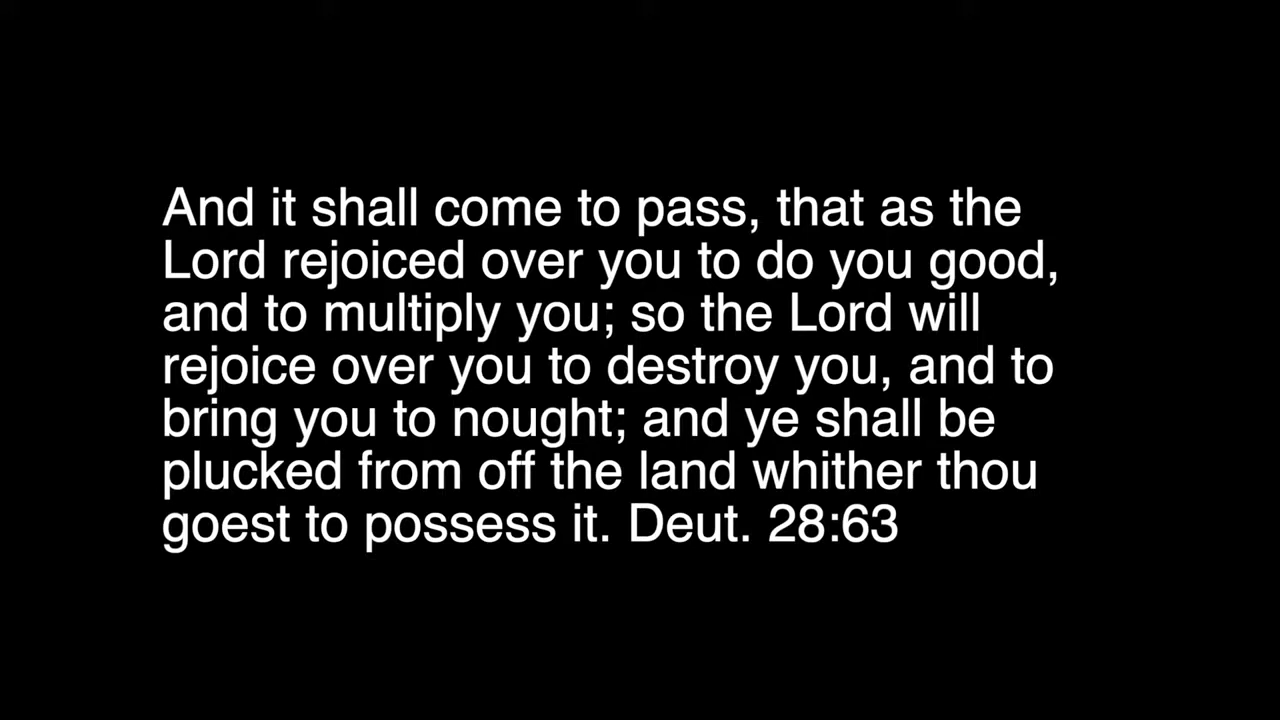 And it shall come to pass, that as the
Lord rejoiced over you to do you good,
and to multiply you; so the Lord will
rejoice over you to destroy you, and to
bring you to nought; and ye shall be
plucked from off the land whither thou
goest to possess it. Deut. 28:63